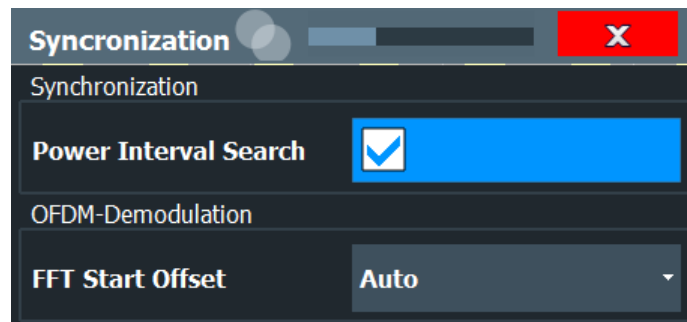 Syncronization
X
Synchronization
Power Interval Search
OFDM-Demodulation
FFT Start Offset Auto